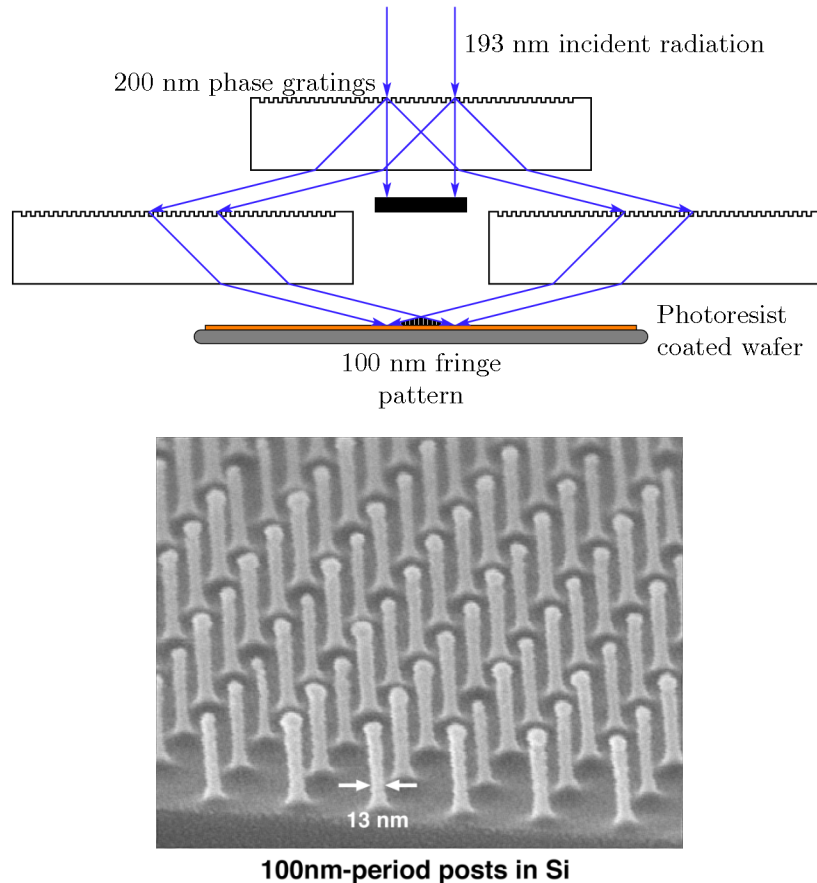 193 nm incident radiation
200 nm phase gratings
Photoresist
coated wafer
100 nm fringe
pattern
13 nm
100nm-period posts in Si